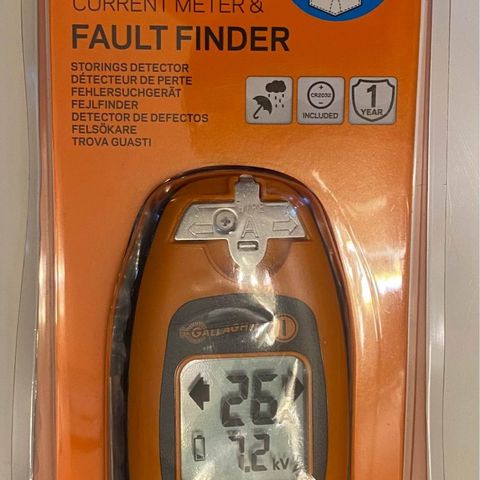 CURRENT METER &
FAULT FINDER
STORINGS DETECTOR
DÉTECTEUR DE PERTE
FEHLERSUCHGERÄT
FEJLFINDER
DETECTOR DE DEFECTOS
FELSÖKARE
TROVA GUASTI
CR2032
INCLUDED
1
YEAR
A
GALLAGHER
26
7.2 kV